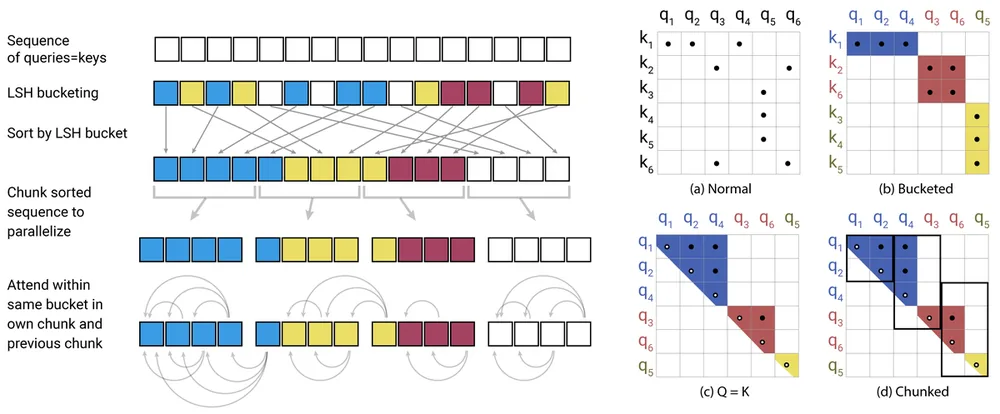 Sequence
of queries=keys
LSH bucketing
Sort by LSH bucket
Chunk sorted
sequence to
parallelize
Attend within
same bucket in
own chunk and
previous chunk
q1 q2 q3 q4 q5 q6
k1
k2
k3
k4
k5
k6
(a) Normal
q1 q2 q4 q3 q6 q5
k1
k2
k6
k3
k4
k5
(b) Bucketed
q1 q2 q4 q3 q6 q5
q1
q2
q4
q3
q6
q5
(c) Q = K
q1 q2 q4 q3 q6 q5
q1
q2
q4
q3
q6
q5
(d) Chunked